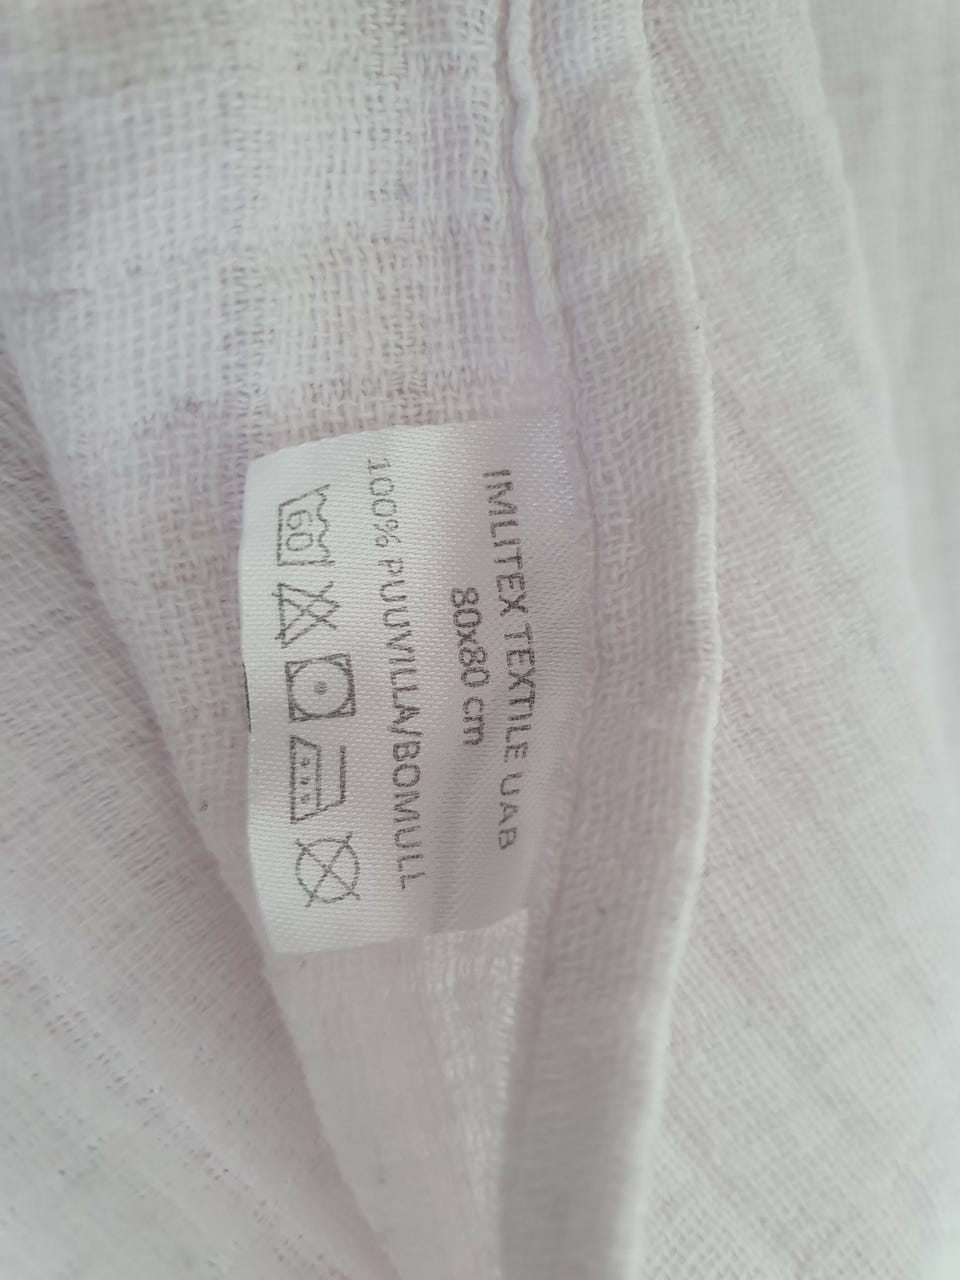 IMLITEX TEXTILE UAB
80x80 cm
100% PUUVILLA/BOMULL
60